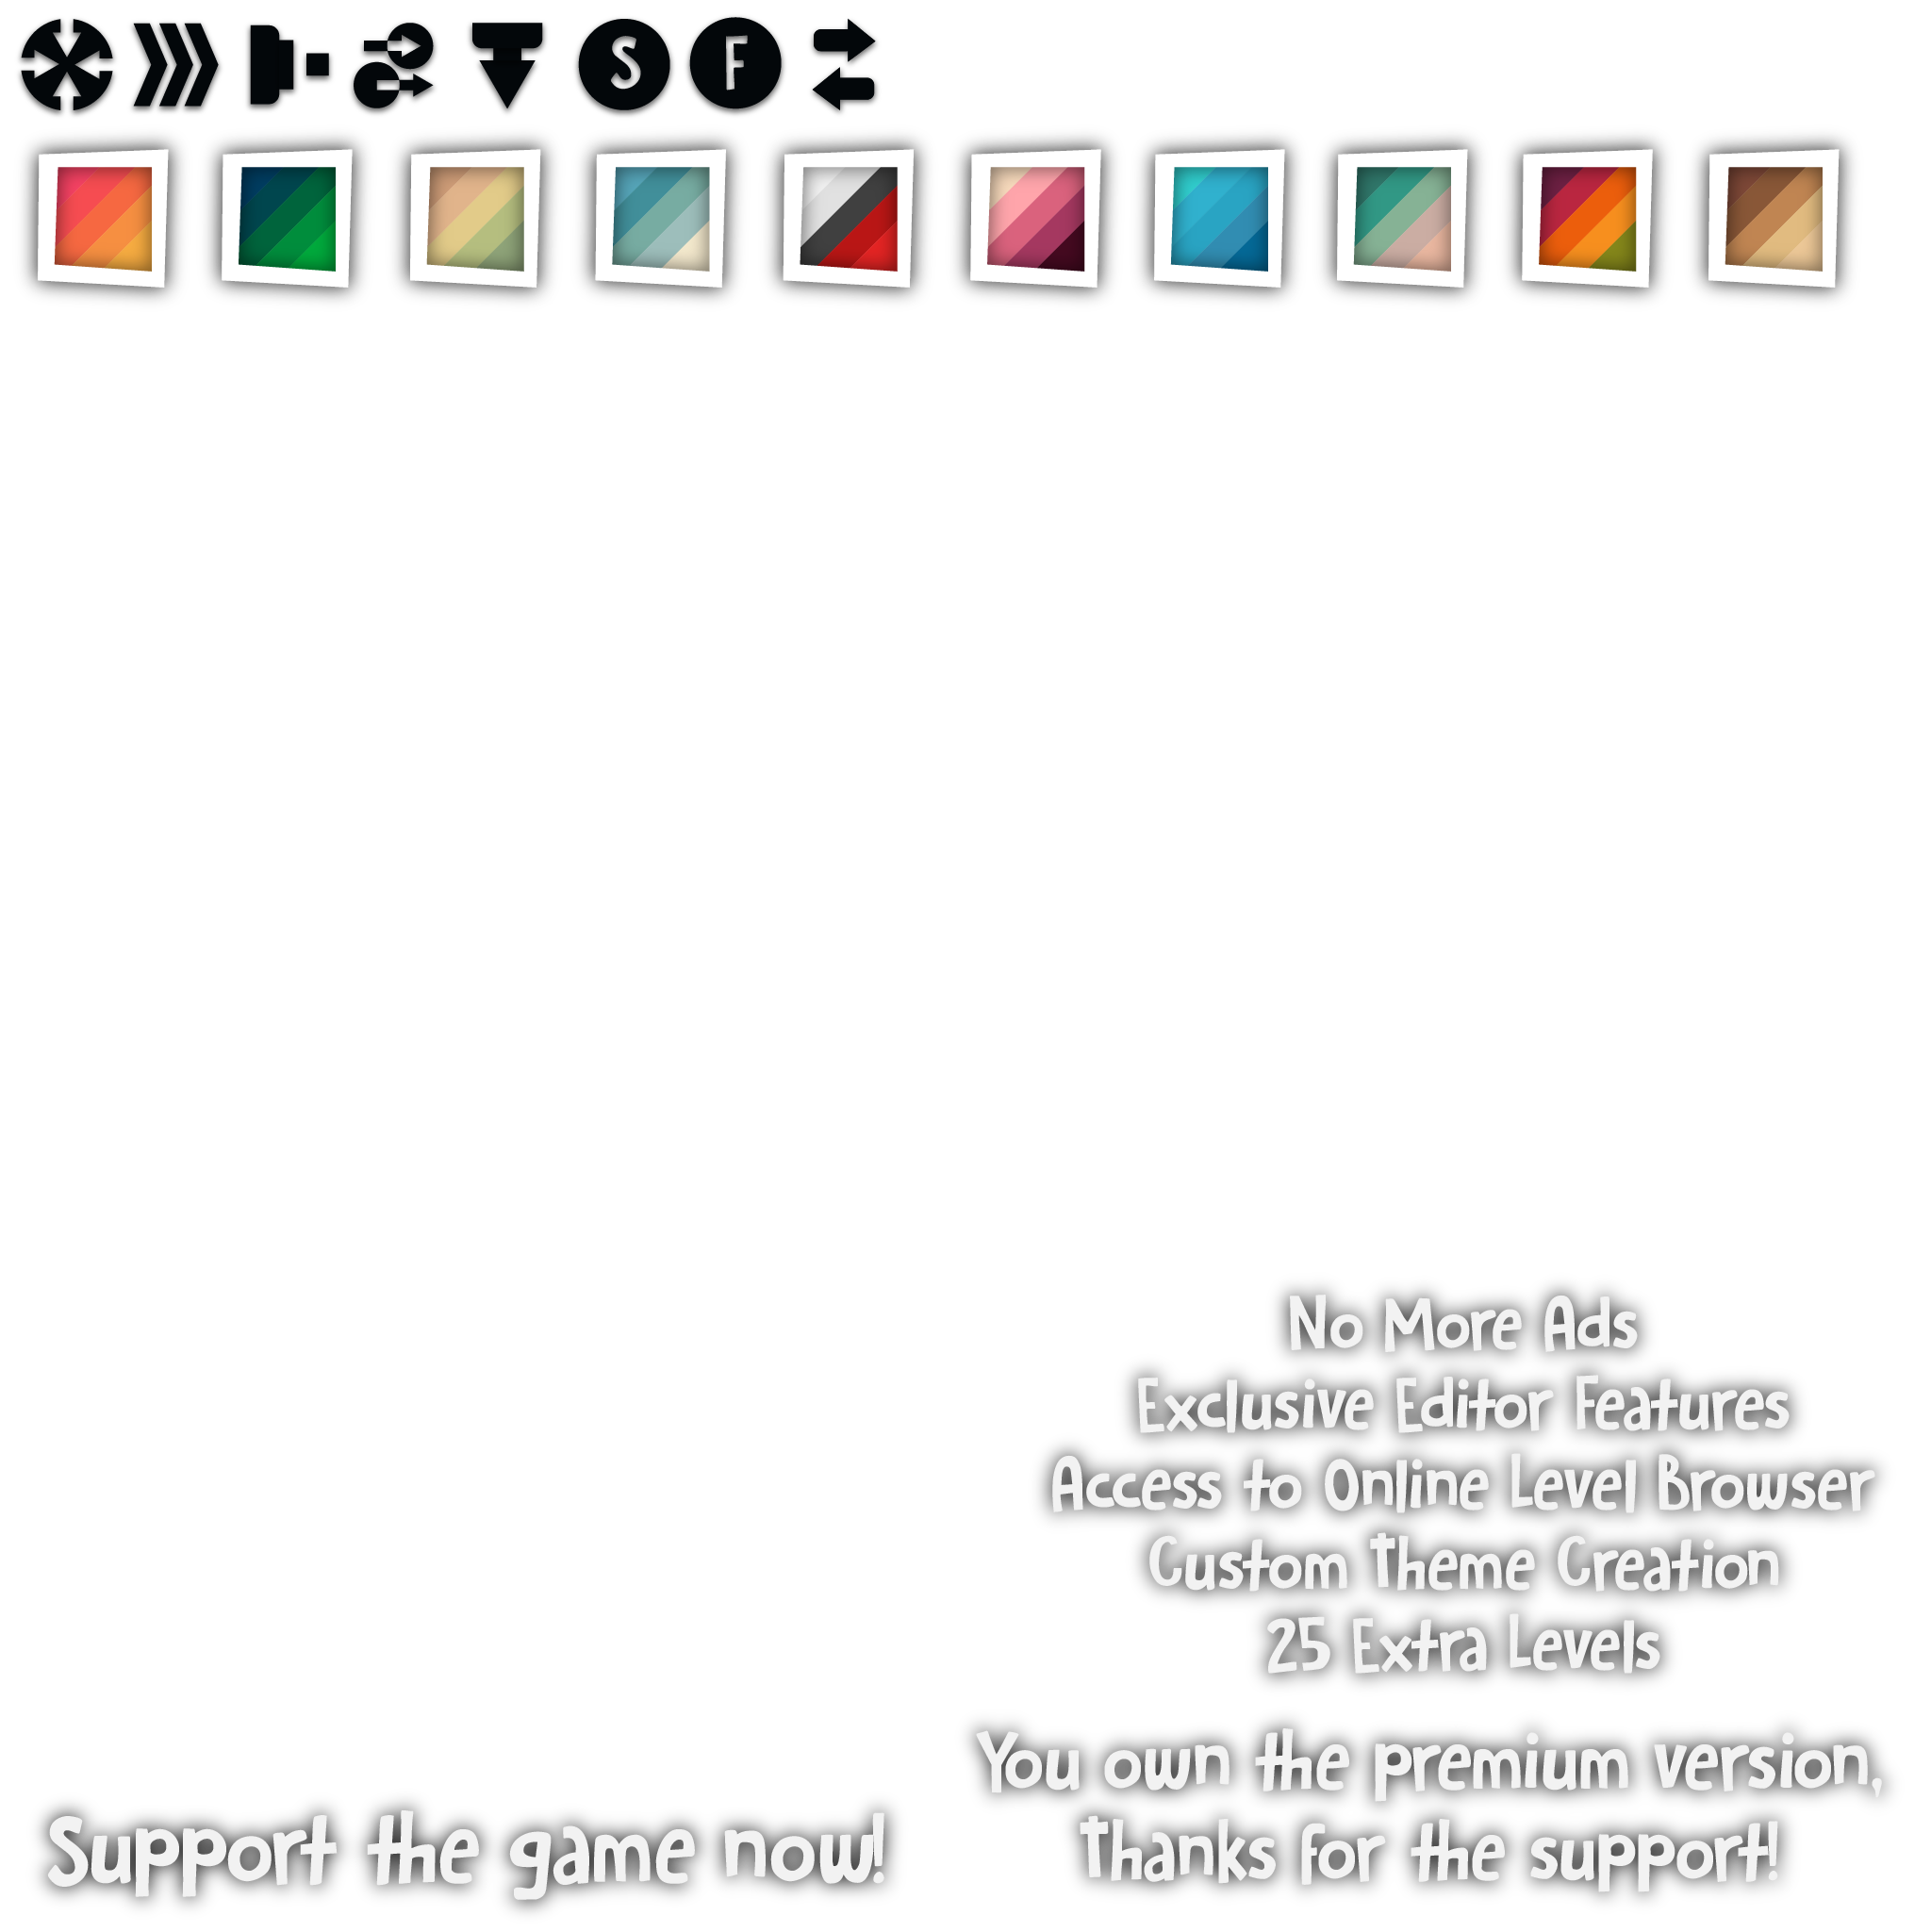 S F
No More Ads
Exclusive Editor Features
Access to Online Level Browser
Custom Theme Creation
25 Extra Levels
You own the premium version,
Thanks for the support!
Support the game now!